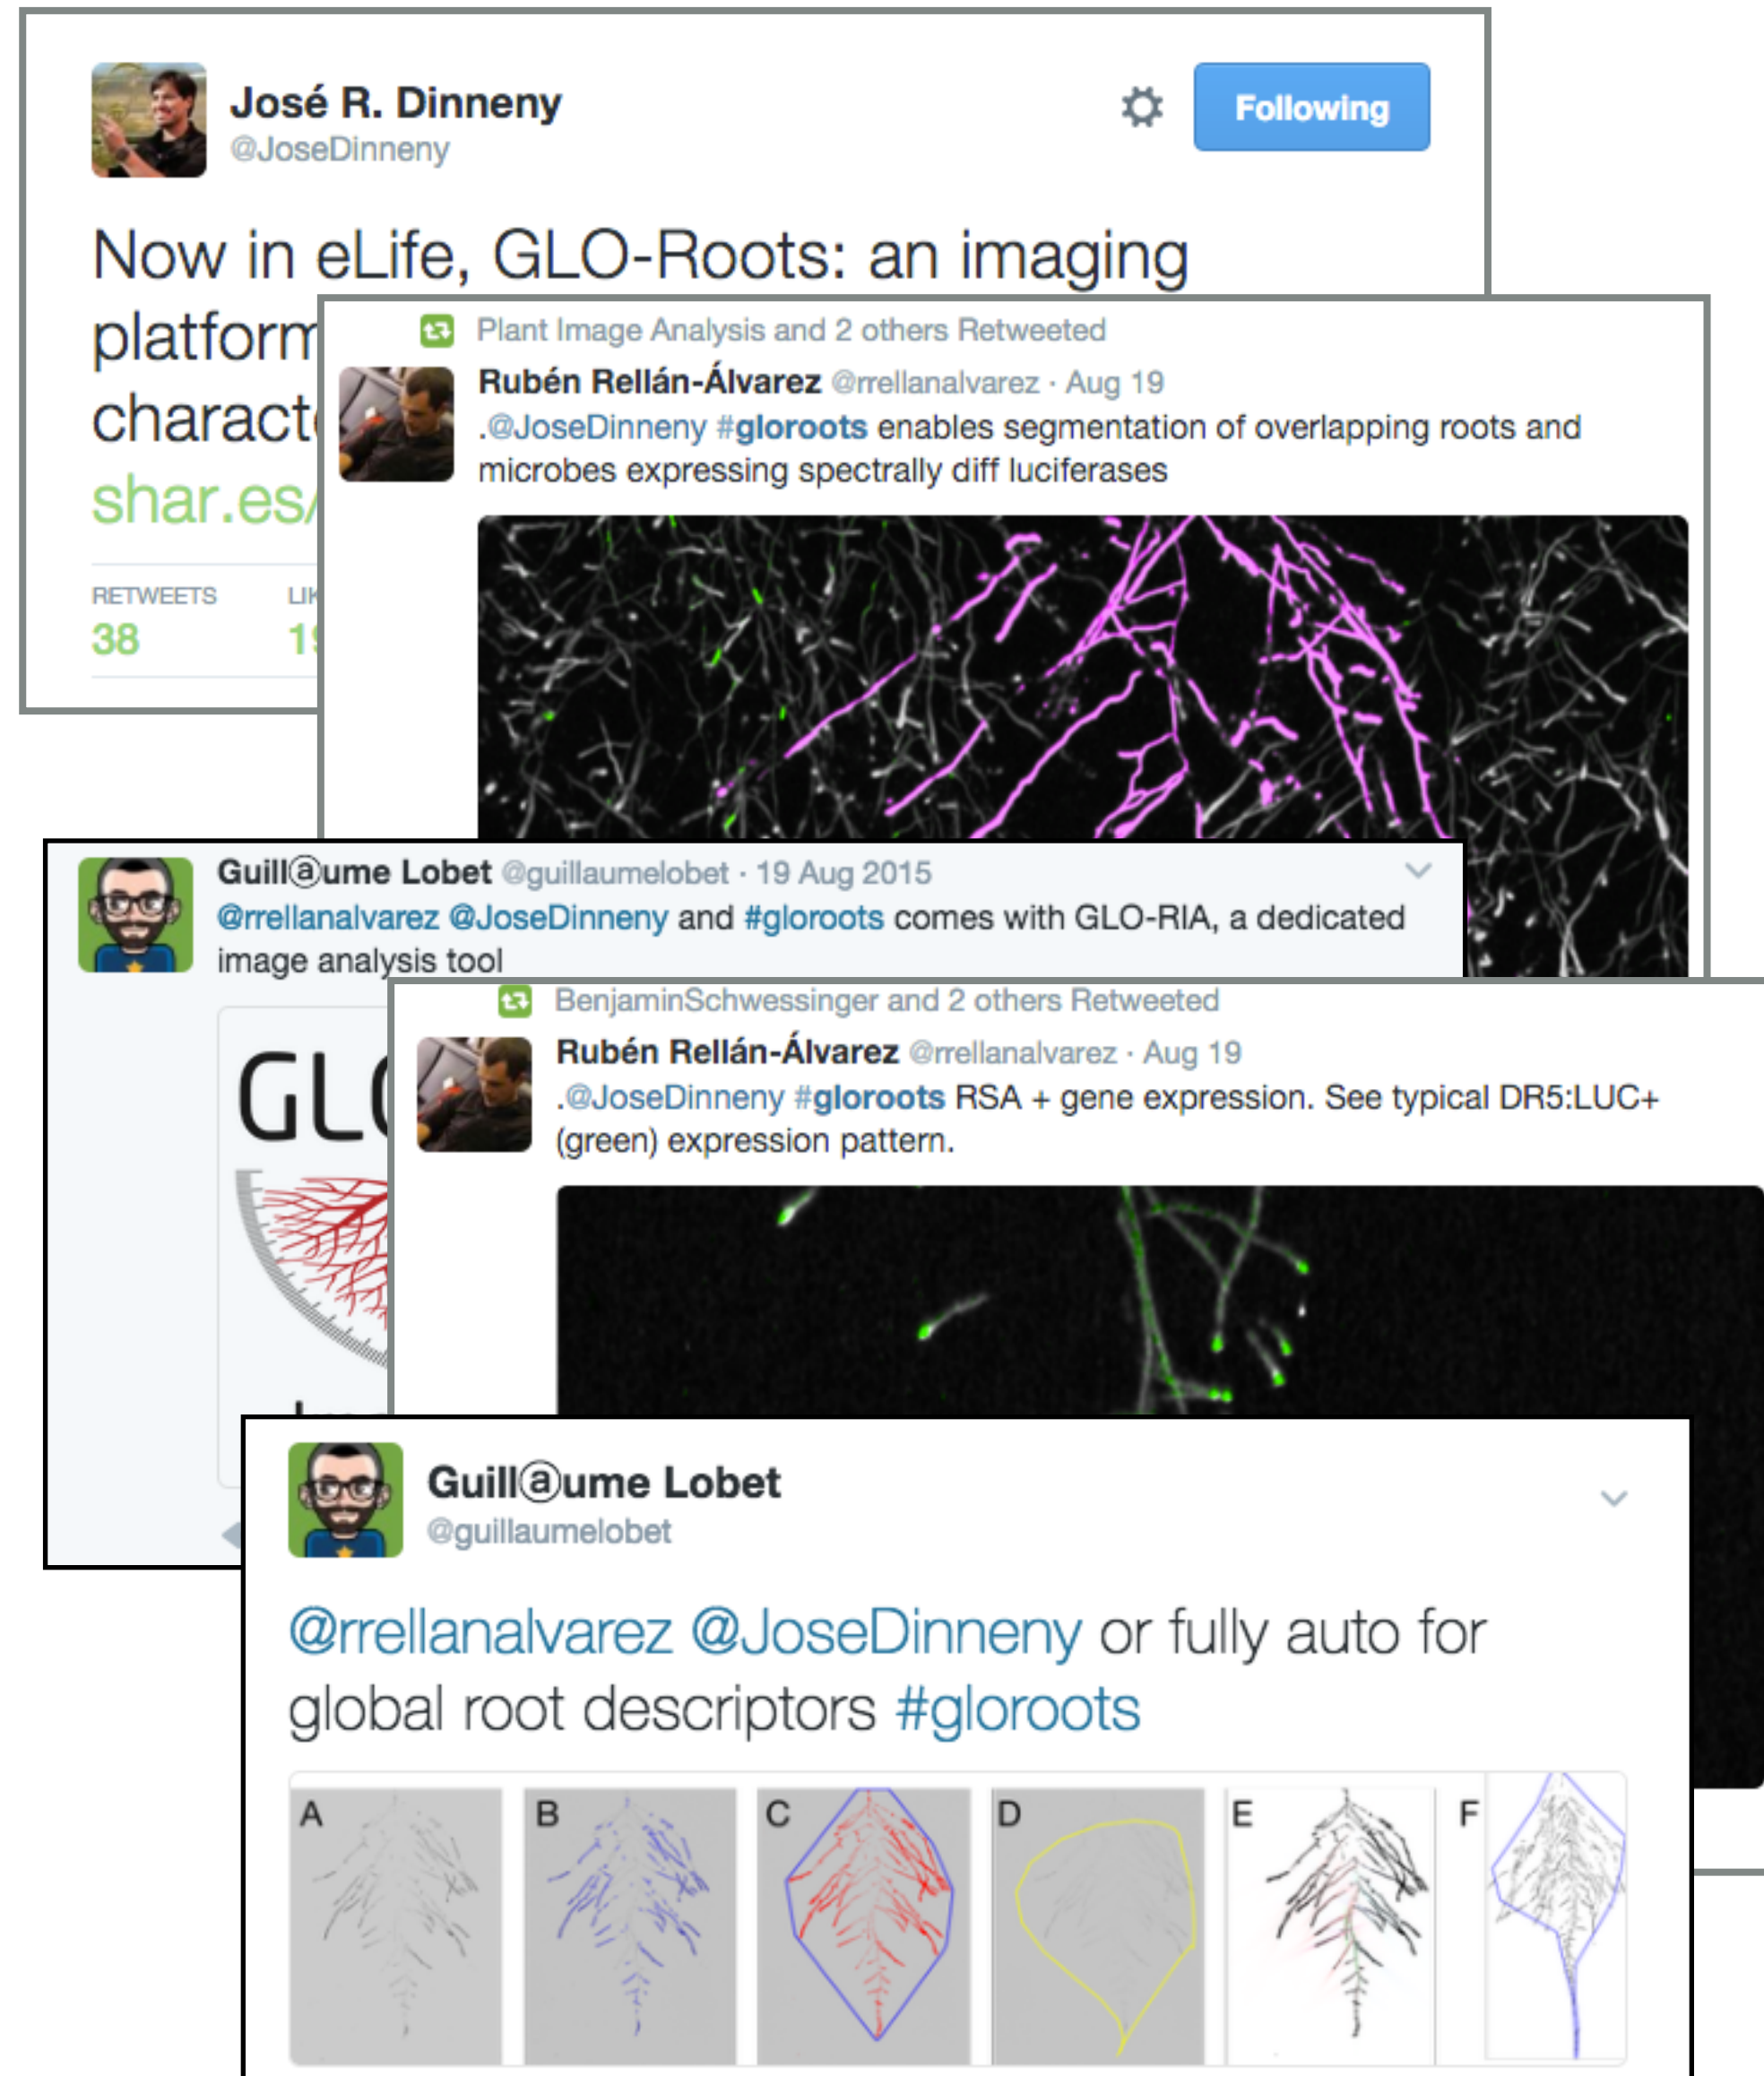 José R. Dinneny
@JoseDinneny
Following
Now in eLife, GLO-Roots: an imaging
platform
shar.es/
RETWEETS
38
Plant Image Analysis and 2 others Retweeted
Rubén Rellán-Álvarez @rrellanalvarez · Aug 19
.@JoseDinneny #gloroots enables segmentation of overlapping roots and
microbes expressing spectrally diff luciferases
Guill@ume Lobet @guillaumelobet · 19 Aug 2015
@rrellanalvarez @JoseDinneny and #gloroots comes with GLO-RIA, a dedicated
image analysis tool
BenjaminSchwessinger and 2 others Retweeted
Rubén Rellán-Álvarez @rrellanalvarez · Aug 19
.@JoseDinneny #gloroots RSA + gene expression. See typical DR5:LUC+
(green) expression pattern.
Guill@ume Lobet
@guillaumelobet
@rrellanalvarez @JoseDinneny or fully auto for
global root descriptors #gloroots
A B C D E F